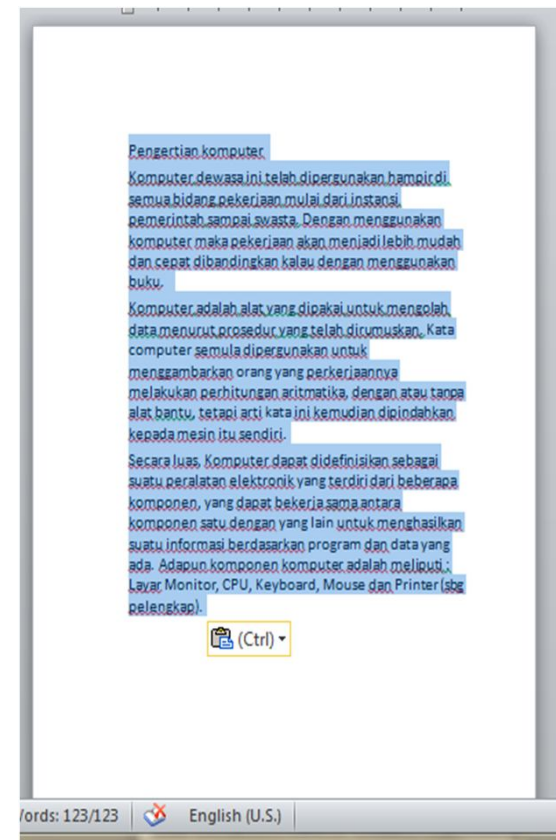 Pengertian komputer
Komputer dewasa ini telah dipergunakan hampir di
semua bidang pekerjaan mulai dari instansi
pemerintah sampai swasta. Dengan menggunakan
komputer maka pekerjaan akan menjadi lebih mudah
dan cepat dibandingkan kalau dengan menggunakan
buku.
Komputer adalah alat yang dipakai untuk mengolah
data menurut prosedur yang telah dirumuskan. Kata
computer semula dipergunakan untuk
menggambarkan orang yang perkerjaannya
melakukan perhitungan aritmatika, dengan atau tanpa
alat bantu, tetapi arti kata ini kemudian dipindahkan
kepada mesin itu sendiri.
Secara luas, Komputer dapat didefinisikan sebagai
suatu peralatan elektronik yang terdiri dari beberapa
komponen, yang dapat bekerja sama antara
komponen satu dengan yang lain untuk menghasilkan
suatu informasi berdasarkan program dan data yang
ada. Adapun komponen komputer adalah meliputi :
Layar Monitor, CPU, Keyboard, Mouse dan Printer (sbg
pelengkap).
(Ctrl)
Words: 123/123 English (U.S.)